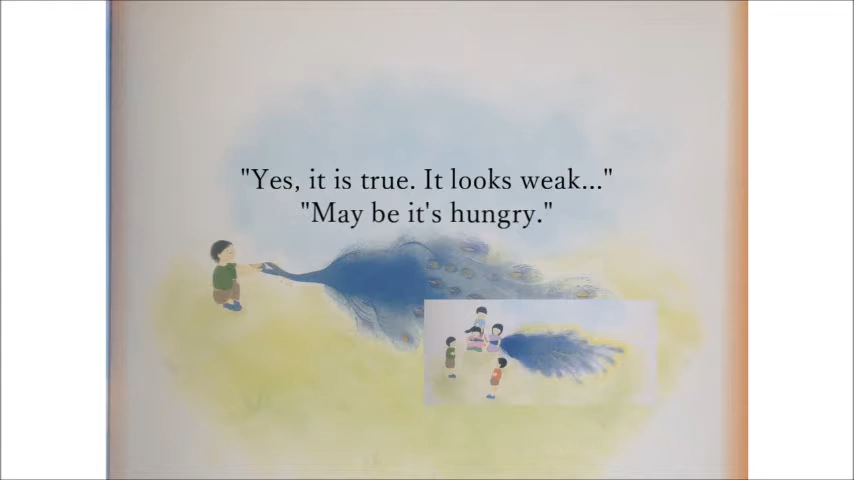 "Yes, it is true. It looks weak..."
"May be it's hungry."